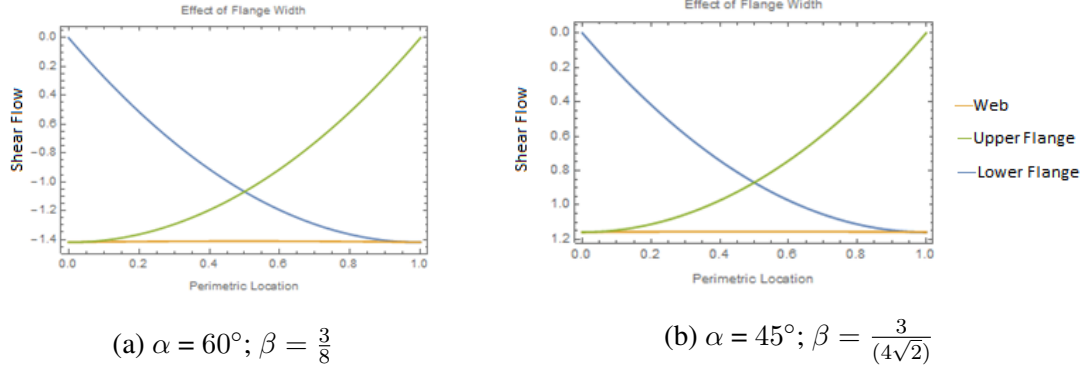 Effect of Flange Width
Shear Flow
0.0
0.2
0.4
0.6
0.8
-1.0
-1.2
-1.4
0.0 0.2 0.4 0.6 0.8 1.0
Perimetric Location
(a) α = 60°; β = 3/8
Effect of Flange Width
Shear Flow
0.0
0.2
0.4
0.6
0.8
1.0
1.2
0.0 0.2 0.4 0.6 0.8 1.0
Perimetric Location
Web
Upper Flange
Lower Flange
(b) α = 45°; β = 3/(4√2)